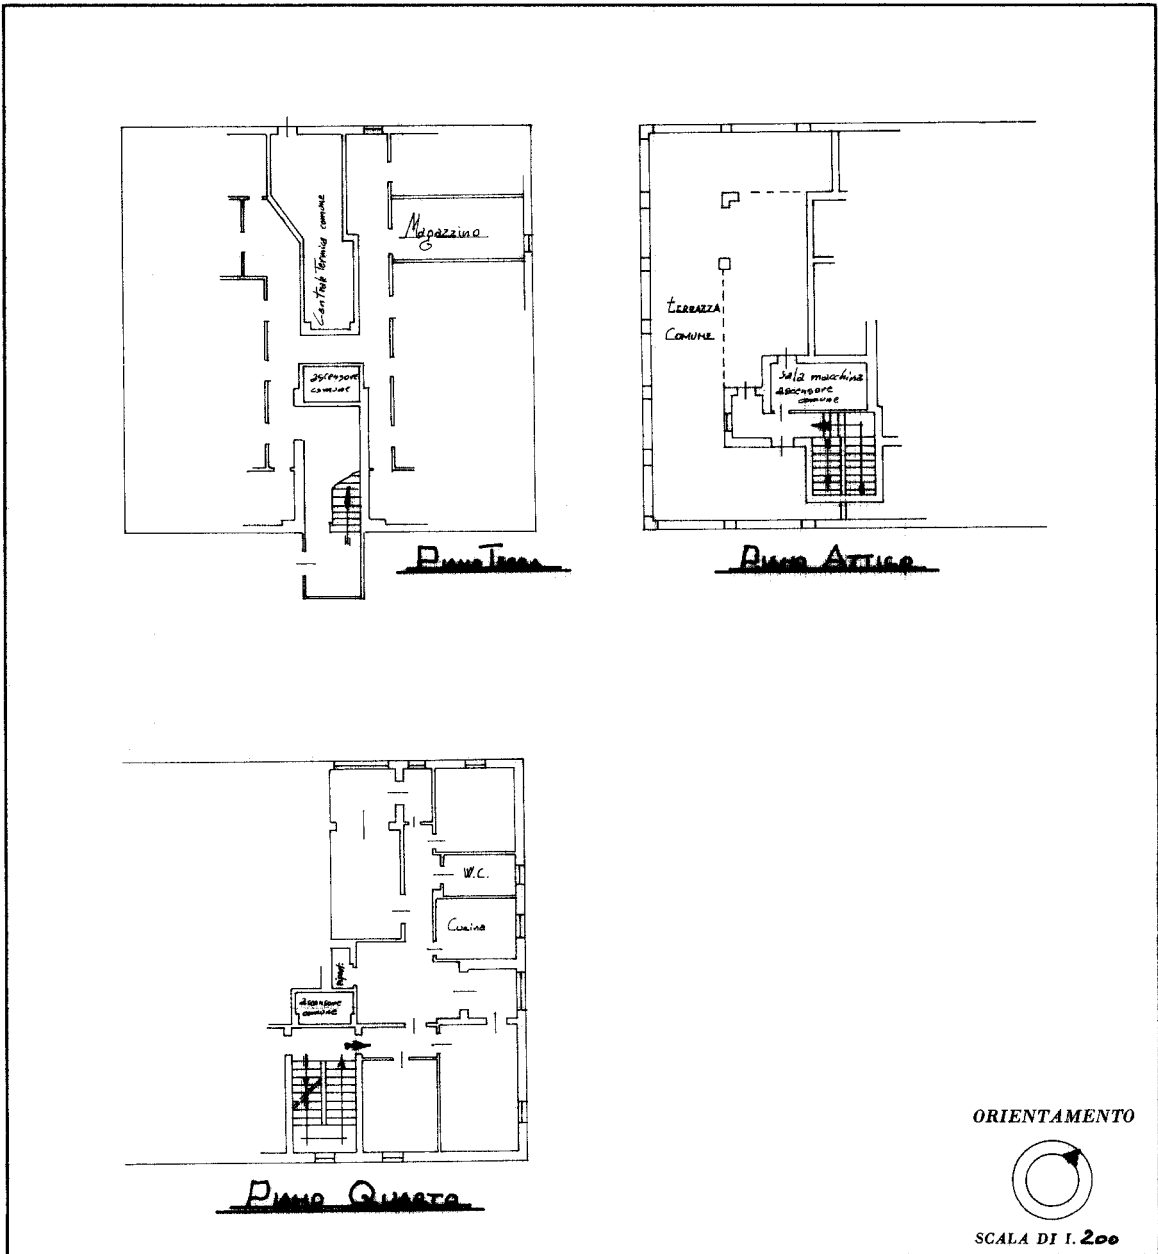 Centrale Termica comune
Magazzino
ascensore
comune
Piano Terra
terrazza
Comune
sala macchina
ascensore
comune
Piano Attico
W.C.
Cucina
ripost.
ascensore
comune
Piano Quarto
ORIENTAMENTO
SCALA DI 1. 200